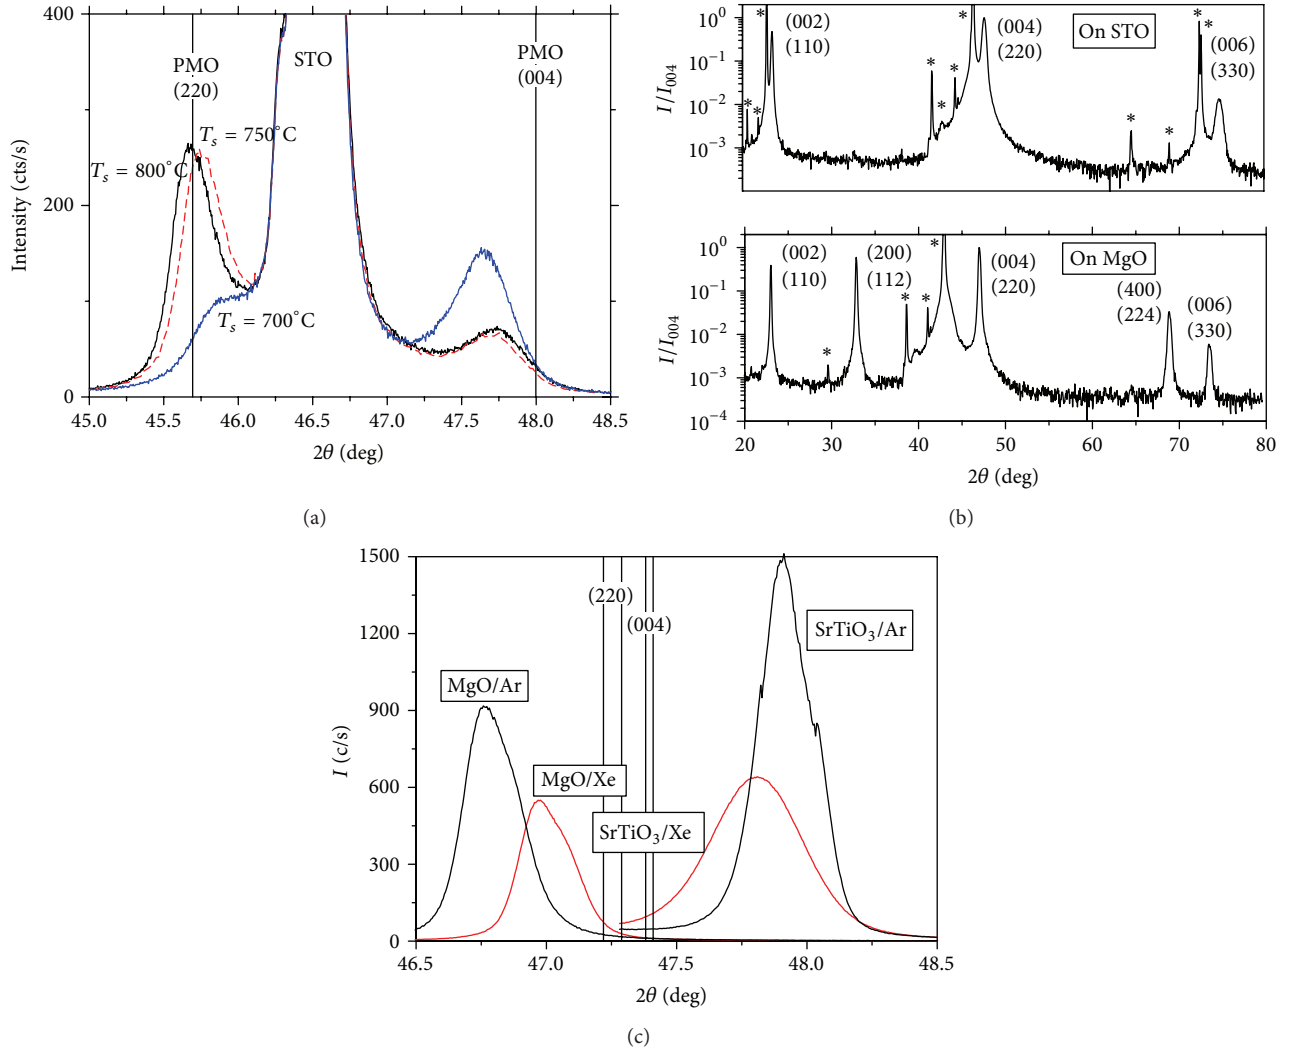 400
200
0
Intensity (cts/s)
PMO
(220)
STO
PMO
(004)
T_s = 750°C
T_s = 800°C
T_s = 700°C
45.0 45.5 46.0 46.5 47.0 47.5 48.0 48.5
2θ (deg)
(a)
10^0
10^-1
10^-2
10^-3
I/I_004
* * * * * * * * * *
(002)
(110)
(004)
(220)
On STO
(006)
(330)
10^0
10^-1
10^-2
10^-3
10^-4
I/I_004
(002)
(110)
*
(200)
(112)
* * *
(004)
(220)
On MgO
(400)
(224)
(006)
(330)
20 30 40 50 60 70 80
2θ (deg)
(b)
1500
1200
900
600
300
0
I (c/s)
(220)
(004)
SrTiO₃/Ar
MgO/Ar
MgO/Xe
SrTiO₃/Xe
46.5 47.0 47.5 48.0 48.5
2θ (deg)
(c)